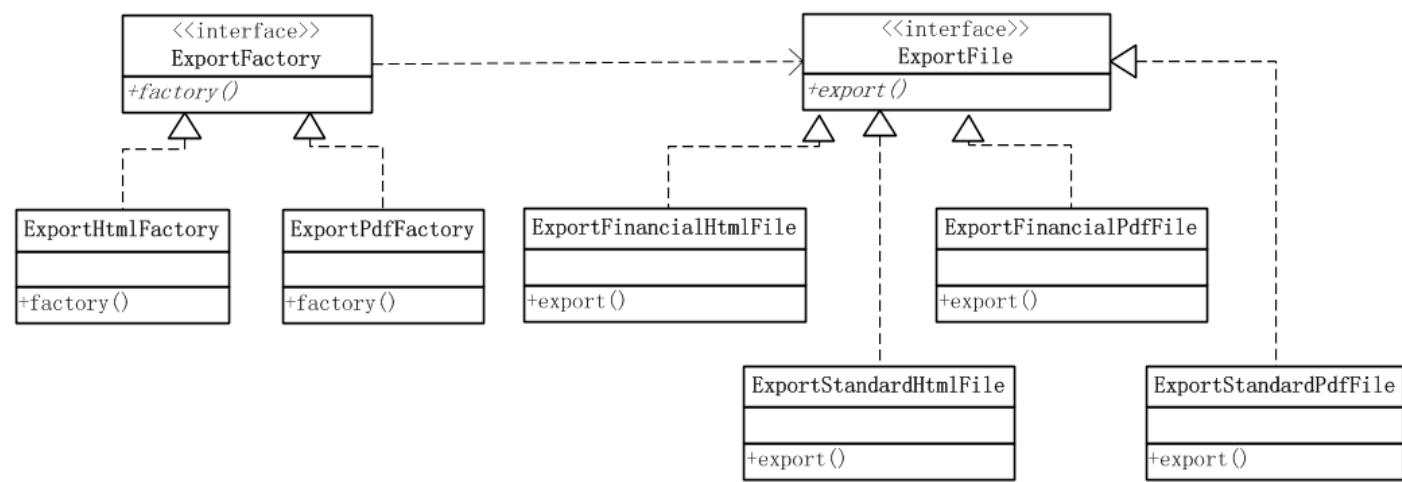 <<interface>>
ExportFactory
+factory()
<<interface>>
ExportFile
+export()
ExportHtmlFactory
+factory()
ExportPdfFactory
+factory()
ExportFinancialHtmlFile
+export()
ExportFinancialPdfFile
+export()
ExportStandardHtmlFile
+export()
ExportStandardPdfFile
+export()